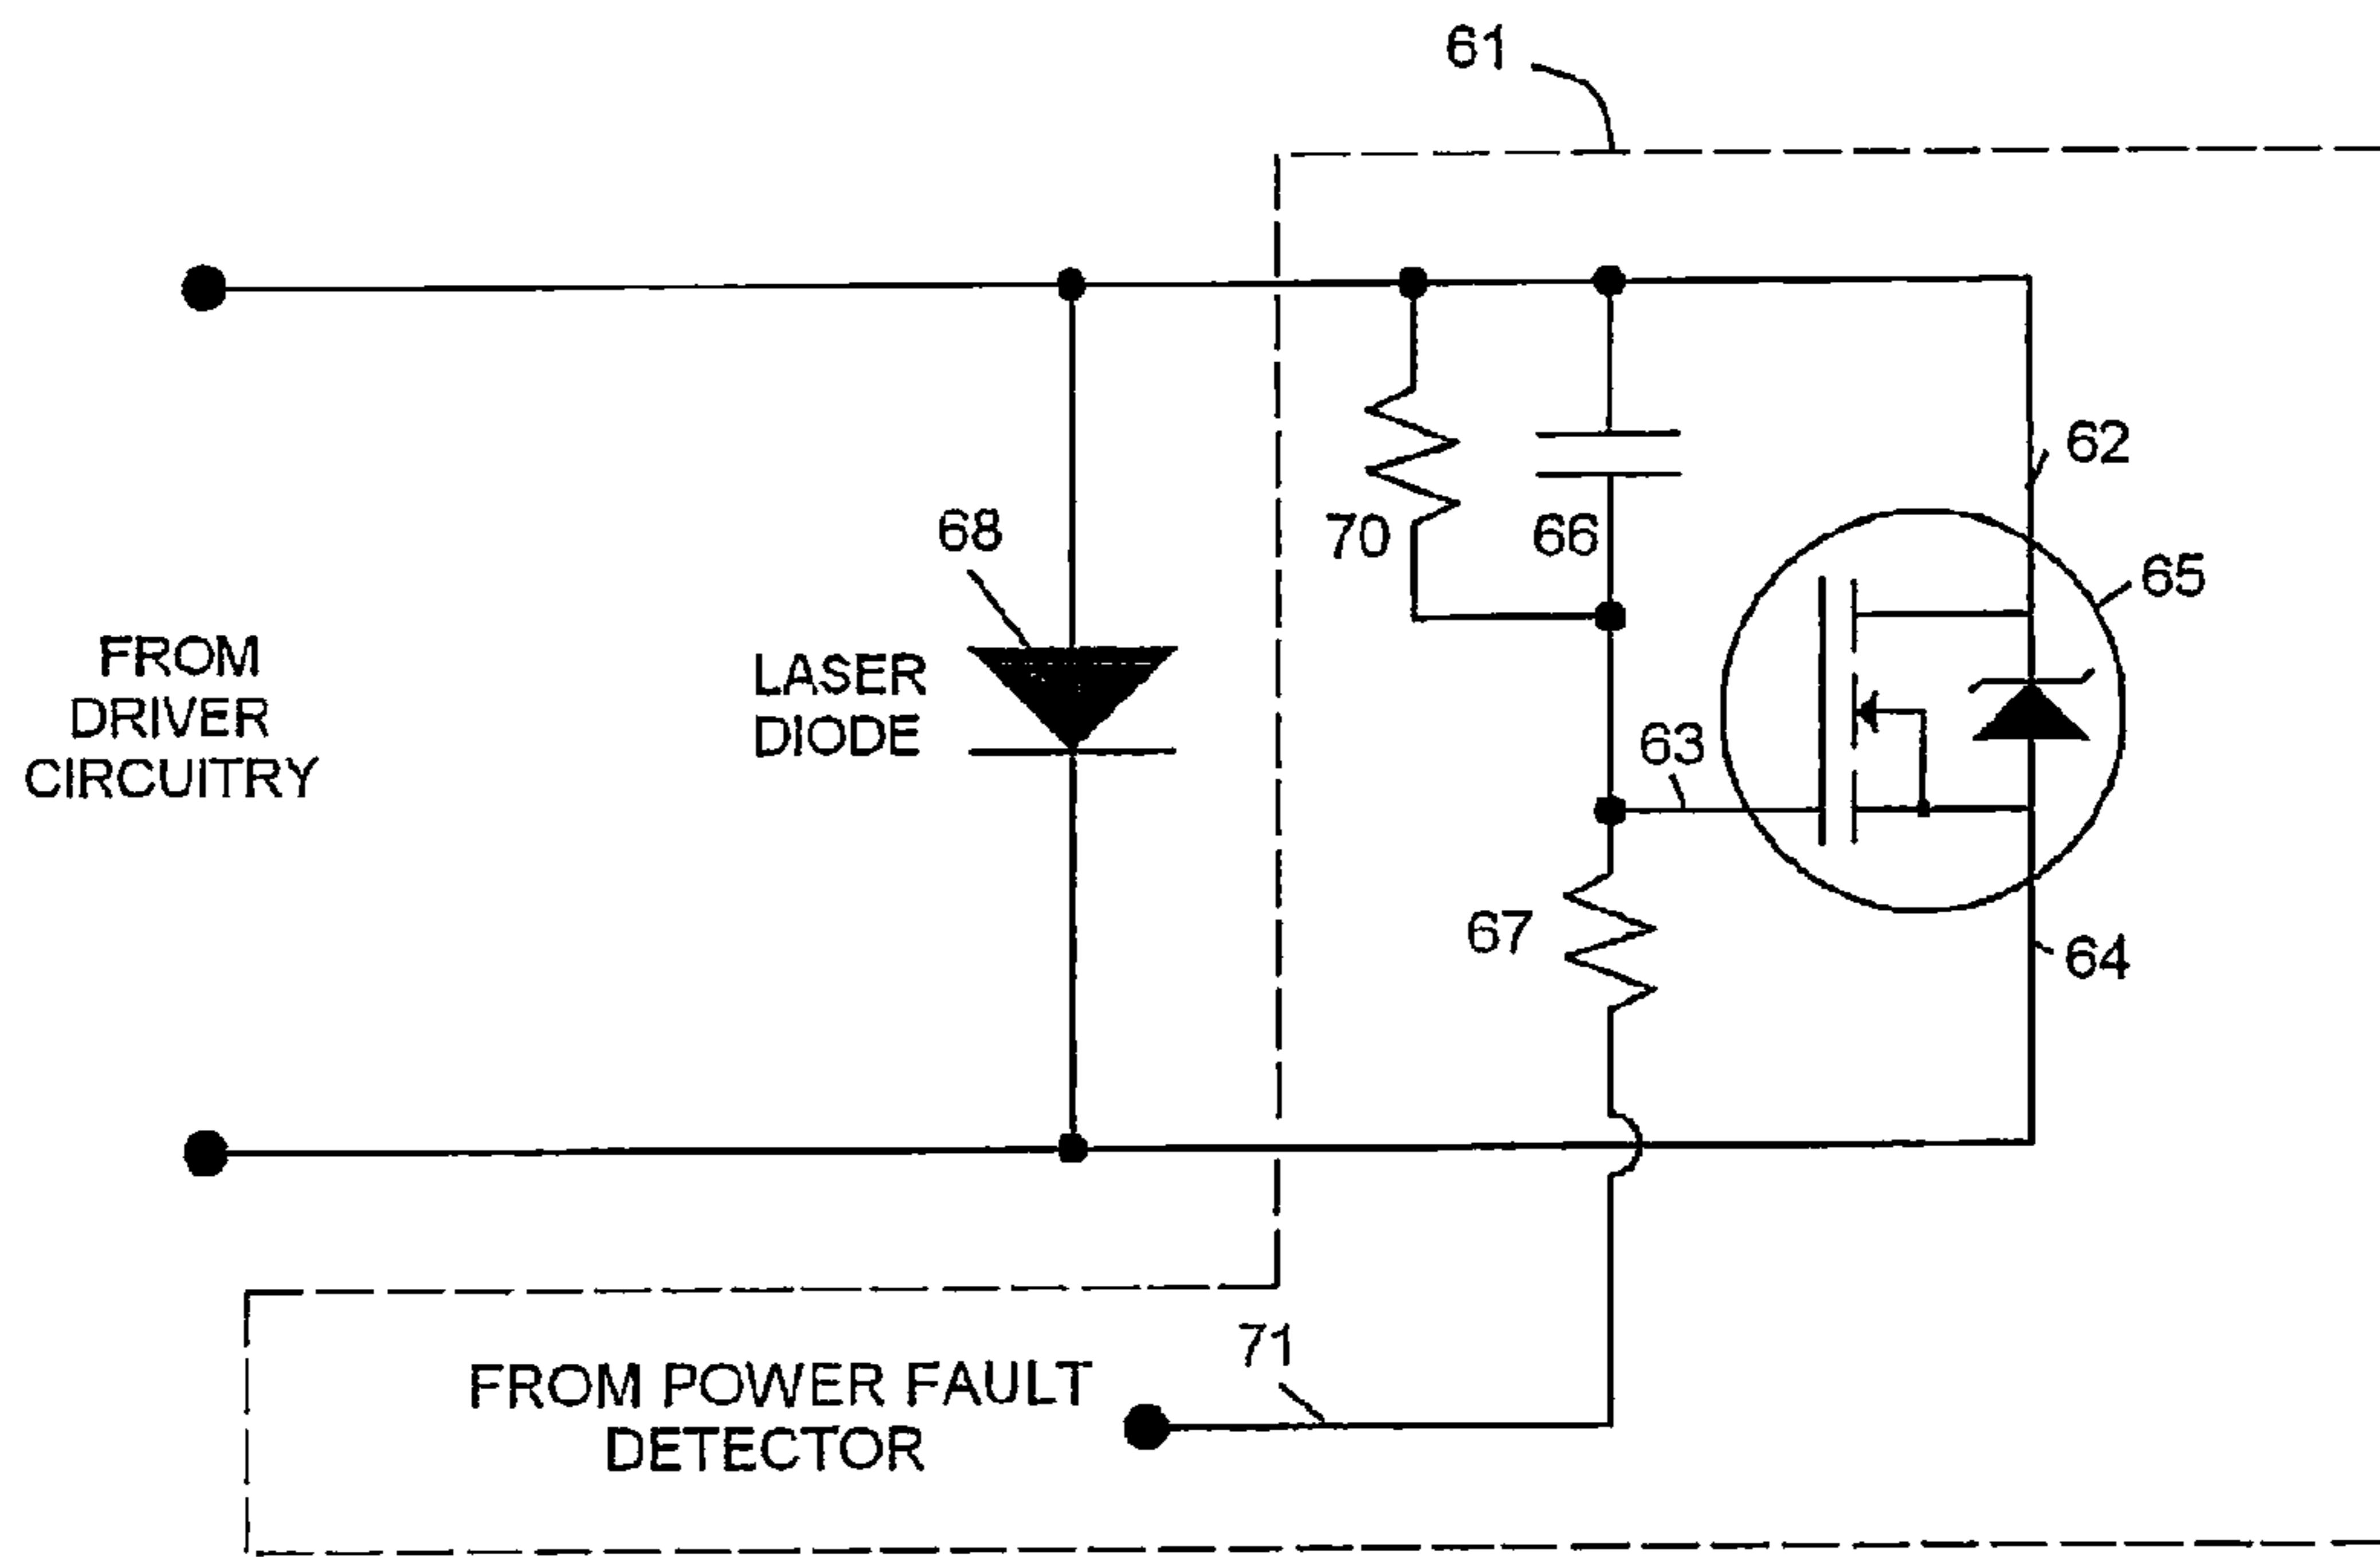 61
62
68
70
66
65
FROM
DRIVER
CIRCUITRY
LASER
DIODE
63
67
64
71
FROM POWER FAULT
DETECTOR